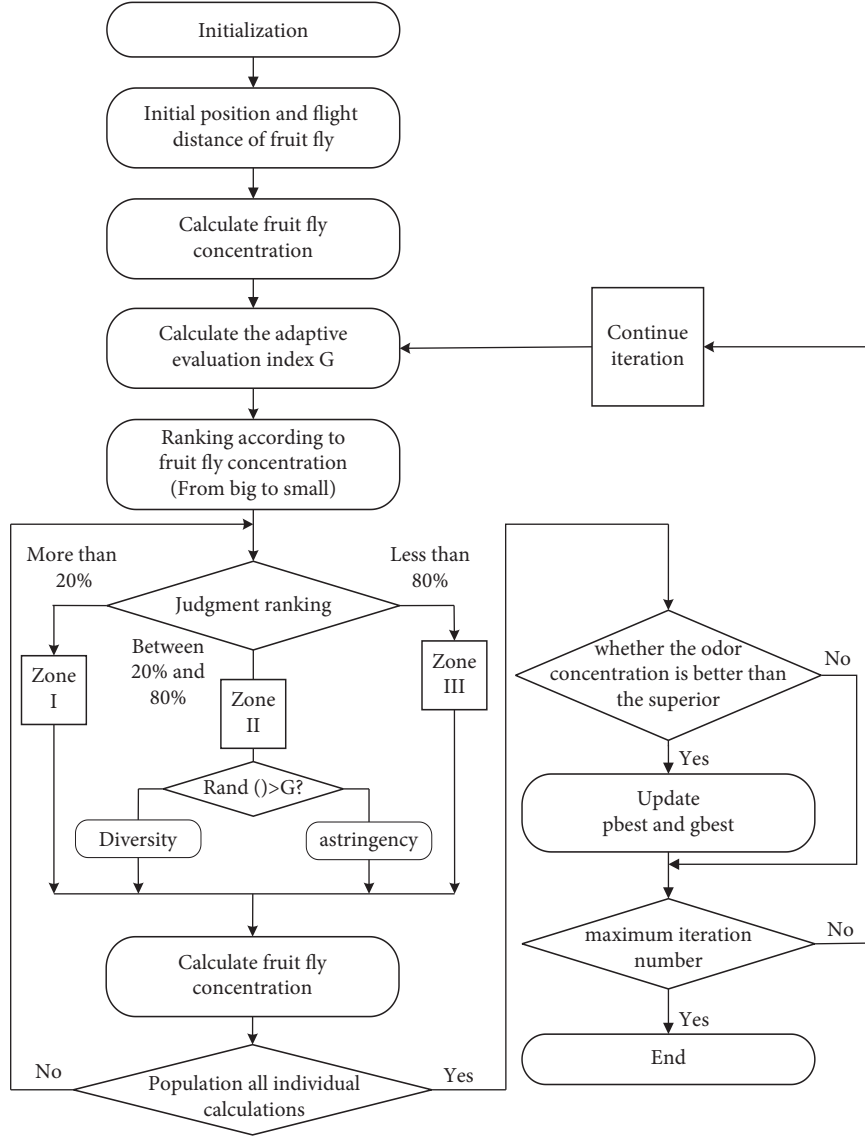 Initialization
Initial position and flight
distance of fruit fly
Calculate fruit fly
concentration
Calculate the adaptive
evaluation index G
Continue
iteration
Ranking according to
fruit fly concentration
(From big to small)
More than
20%
Less than
80%
Judgment ranking
Between
20% and
80%
Zone
I
Zone
II
Zone
III
Rand ()>G?
Diversity
astringency
Calculate fruit fly
concentration
No
Population all individual
calculations
Yes
whether the odor
concentration is better than
the superior
No
Yes
Update
pbest and gbest
maximum iteration
number
No
Yes
End